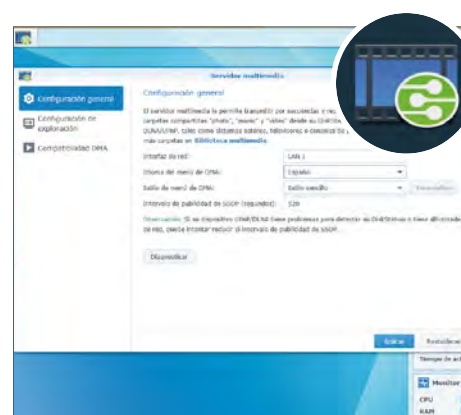 Servidor multimedia
Configuración general
Configuración general
Configuración de
exploración
Compatibilidad DMA
El servidor multimedia le permite transmitir por secuencias y
carpetas compartidas "photo", "music" y "video" desde su
DLNA/UPnP, tales como sistemas estéreo, televisores o consolas de
más carpetas en Biblioteca multimedia
Interfaz de red: LAN 1
Idioma del menú de DMA: Español
Estilo de menú de DMA: Estilo sencillo
Intervalo de publicidad de SSDP (segundos):
Observación: Si su dispositivo UPnP/DLNA tiene problemas para detectar su DiskStation o tiene
de red, puede intentar reducir el intervalo de publicidad de SSDP.
Diagnosticar
Aplicar
Tiempo de
Monitor
CPU
RAM